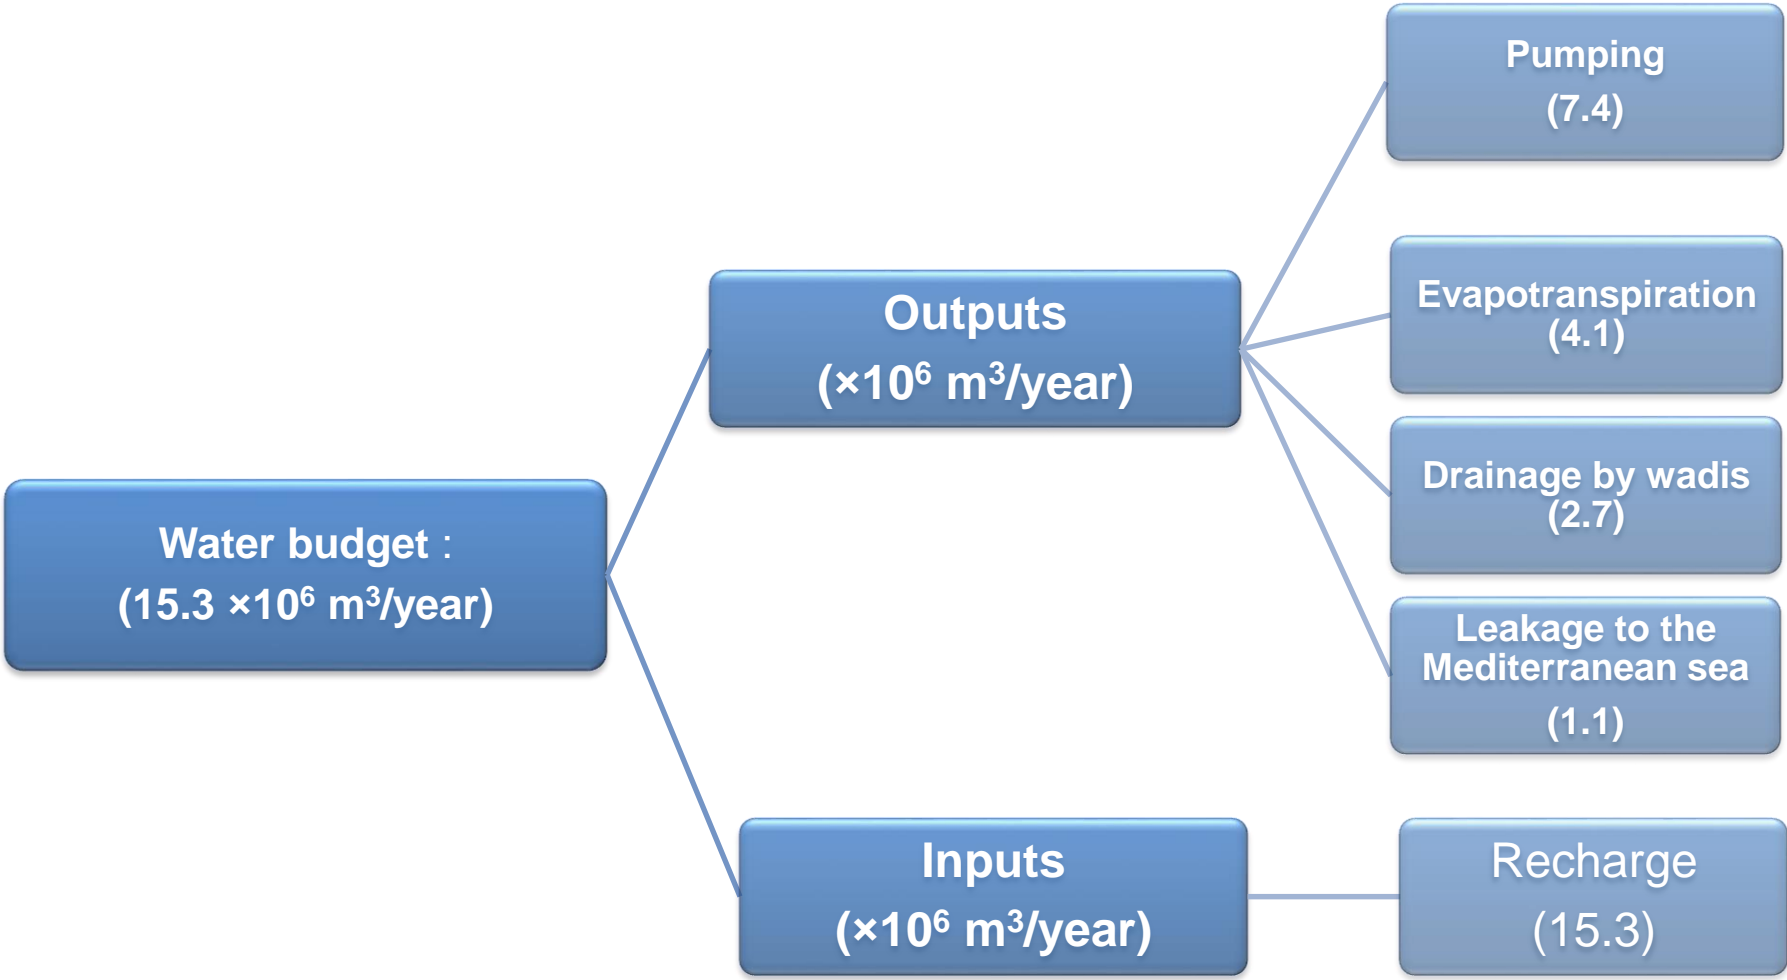 Pumping
(7.4)
Evapotranspiration
(4.1)
Outputs
(×10⁶ m³/year)
Drainage by wadis
(2.7)
Water budget :
(15.3 ×10⁶ m³/year)
Leakage to the
Mediterranean sea
(1.1)
Inputs
(×10⁶ m³/year)
Recharge
(15.3)